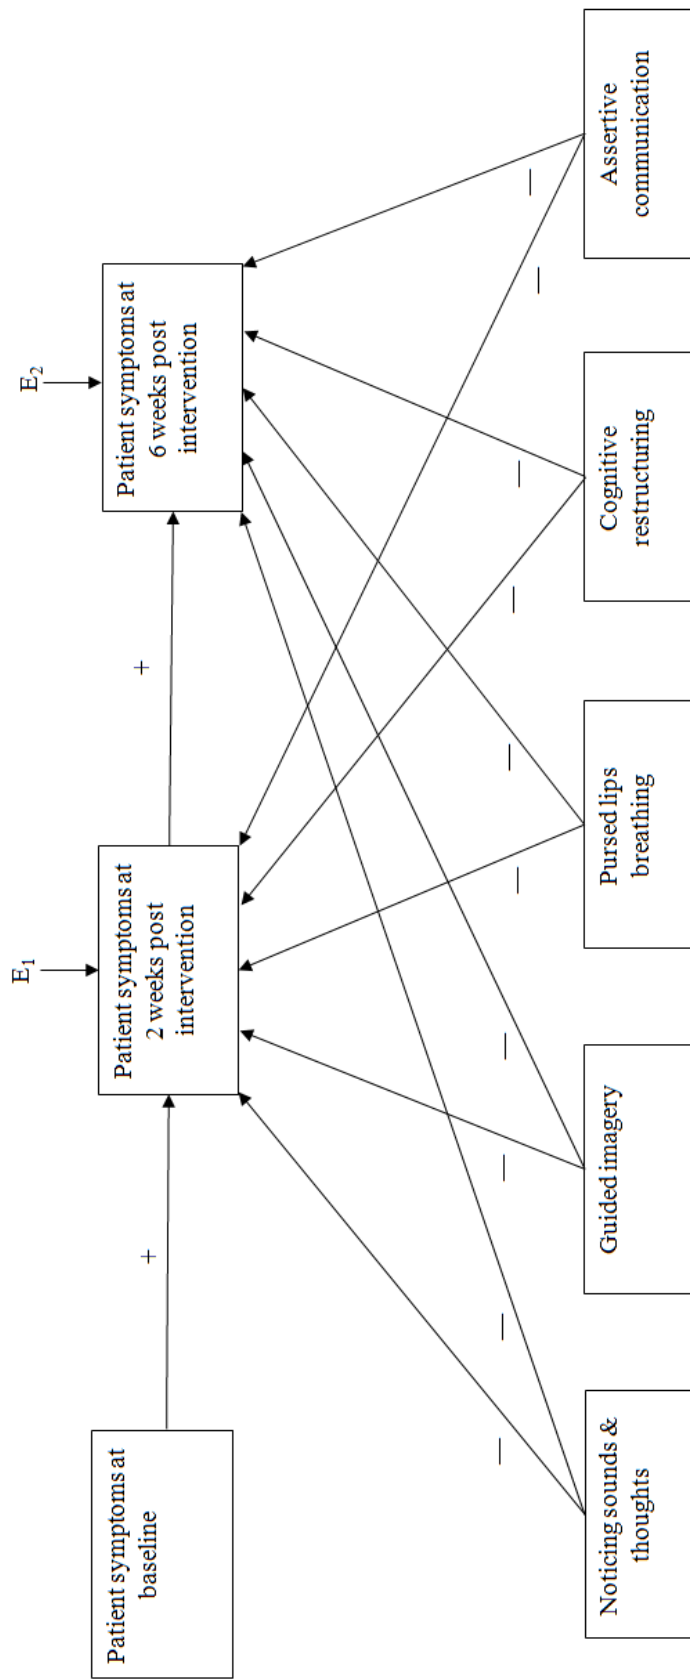 E1
E2
Patient symptoms at
baseline
+
Patient symptoms at
2 weeks post
intervention
+
Patient symptoms at
6 weeks post
intervention
—
—
—
—
—
—
—
—
—
—
Noticing sounds &
thoughts
Guided imagery
Pursed lips
breathing
Cognitive
restructuring
Assertive
communication